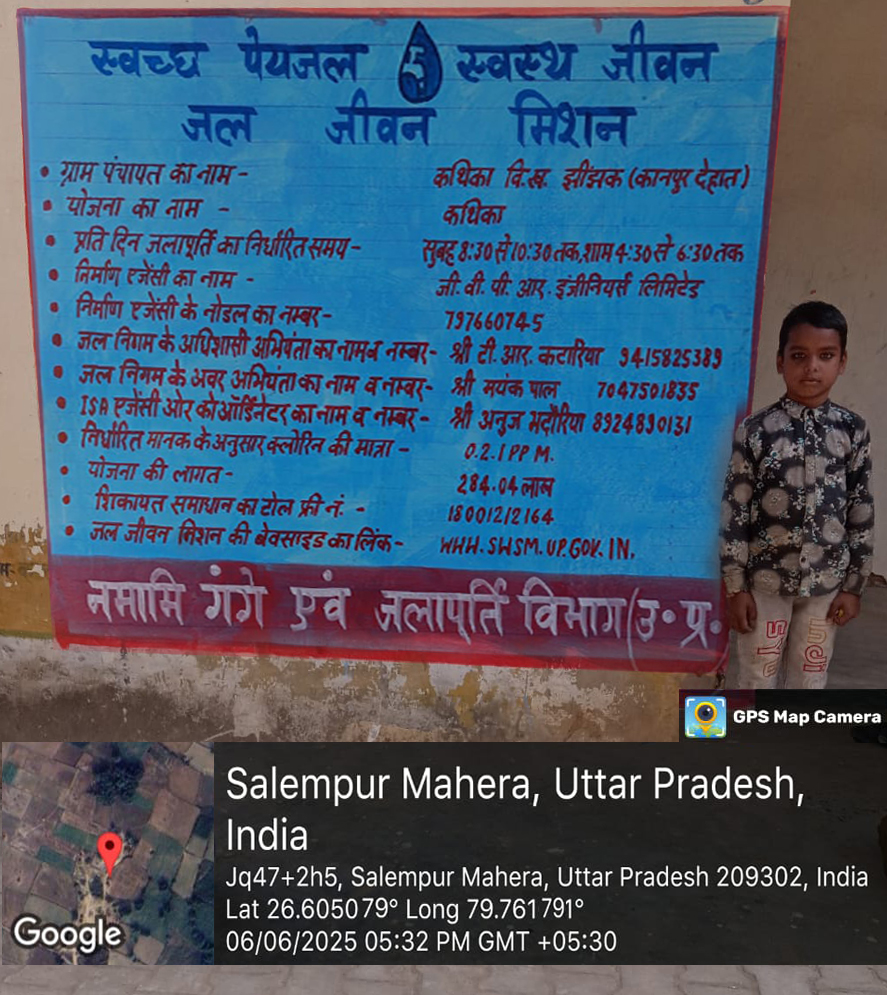 स्वच्छ पेयजल स्वस्थ जीवन
जल जीवन मिशन
• ग्राम पंचायत का नाम - कथिका वि.ख. झींझक (कानपुर देहात)
• योजना का नाम - कथिका
• प्रति दिन जलापूर्ति का निर्धारित समय - सुबह 8:30 से 10:30 तक, शाम 4:30 से 6:30 तक
• निर्माण एजेंसी का नाम - जी. वी. पी. आर. इंजीनियर्स लिमिटेड
• निर्माण एजेंसी के नोडल का नम्बर - 797660745
• जल निगम के अधिशासी अभियंता का नाम व नम्बर - श्री टी. आर. कटारिया 9415825389
• जल निगम के अवर अभियंता का नाम व नम्बर - श्री मयंक पाल 7047501835
• ISA एजेंसी ओर कोऑर्डिनेटर का नाम व नम्बर - श्री अनुज भदौरिया 8924890131
• निर्धारित मानक के अनुसार क्लोरिन की मात्रा - 0.2.1 PP M.
• योजना की लागत - 284.04 लाख
• शिकायत समाधान का टोल फ्री नं. - 18001212164
• जल जीवन मिशन की बेवसाइड का लिंक - WHH.SWSM.UP.GOV.IN.
नमामि गंगे एवं जलापूर्ति विभाग (उ॰ प्र॰
GPS Map Camera
Salempur Mahera, Uttar Pradesh,
India
Jq47+2h5, Salempur Mahera, Uttar Pradesh 209302, India
Lat 26.605079° Long 79.761791°
06/06/2025 05:32 PM GMT +05:30
Google